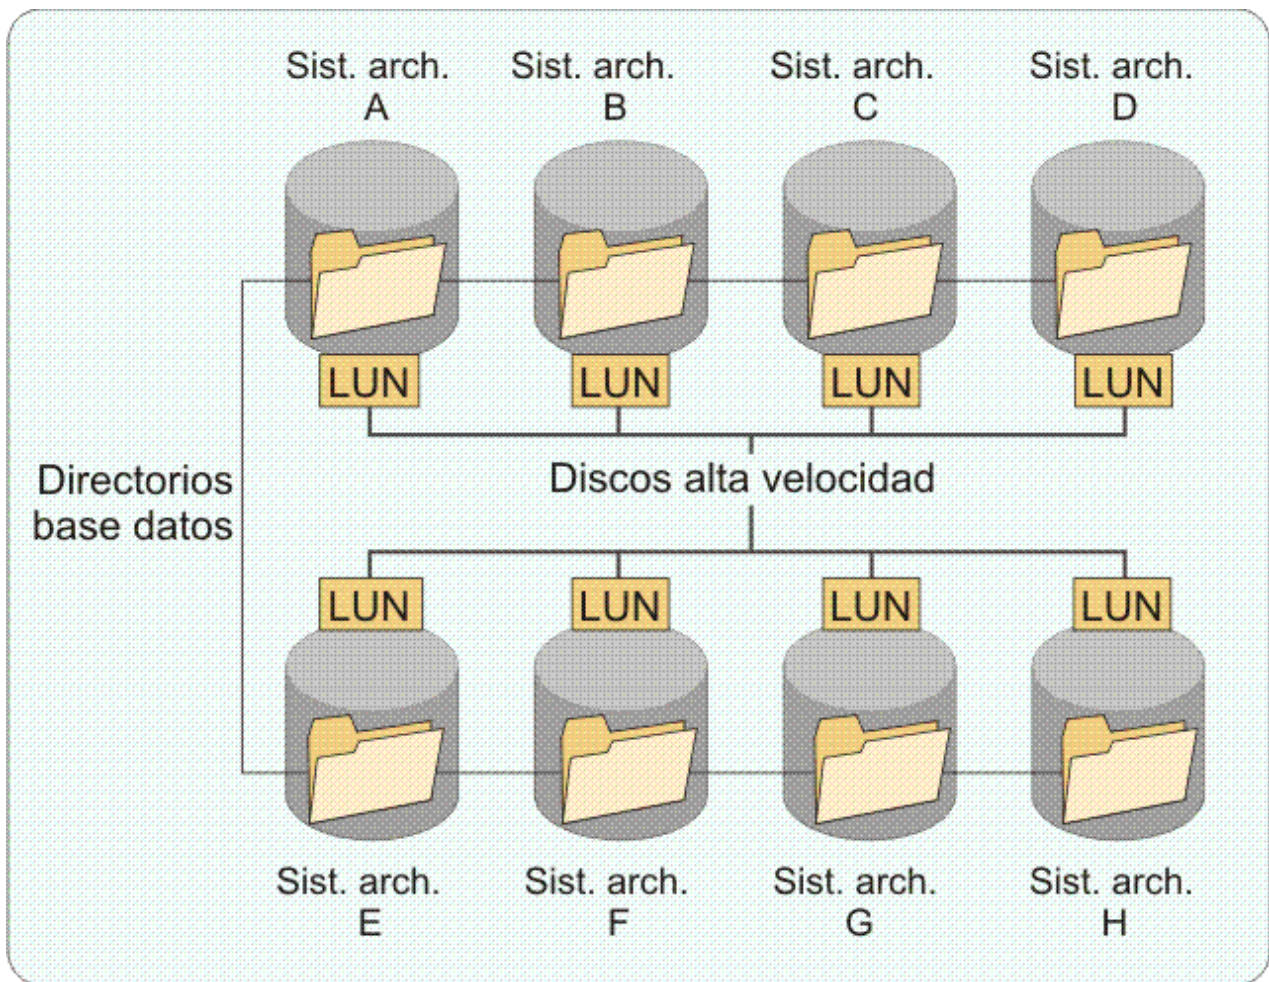 Sist. arch.
A
Sist. arch.
B
Sist. arch.
C
Sist. arch.
D
LUN
LUN
LUN
LUN
Directorios
base datos
Discos alta velocidad
LUN
LUN
LUN
LUN
Sist. arch.
E
Sist. arch.
F
Sist. arch.
G
Sist. arch.
H